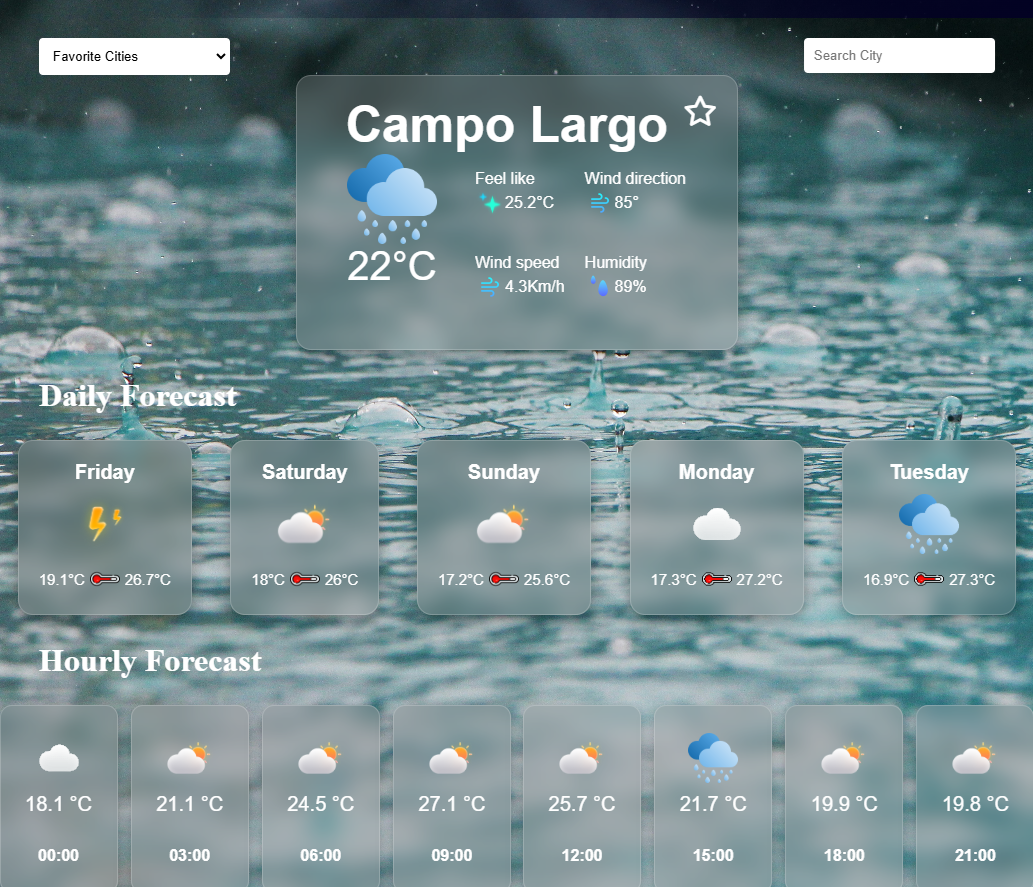 Favorite Cities
Search City
Campo Largo
Feel like
25.2°C
Wind direction
85°
22°C
Wind speed
4.3Km/h
Humidity
89%
Daily Forecast
Friday
19.1°C 26.7°C
Saturday
18°C 26°C
Sunday
17.2°C 25.6°C
Monday
17.3°C 27.2°C
Tuesday
16.9°C 27.3°C
Hourly Forecast
18.1 °C
00:00
21.1 °C
03:00
24.5 °C
06:00
27.1 °C
09:00
25.7 °C
12:00
21.7 °C
15:00
19.9 °C
18:00
19.8 °C
21:00